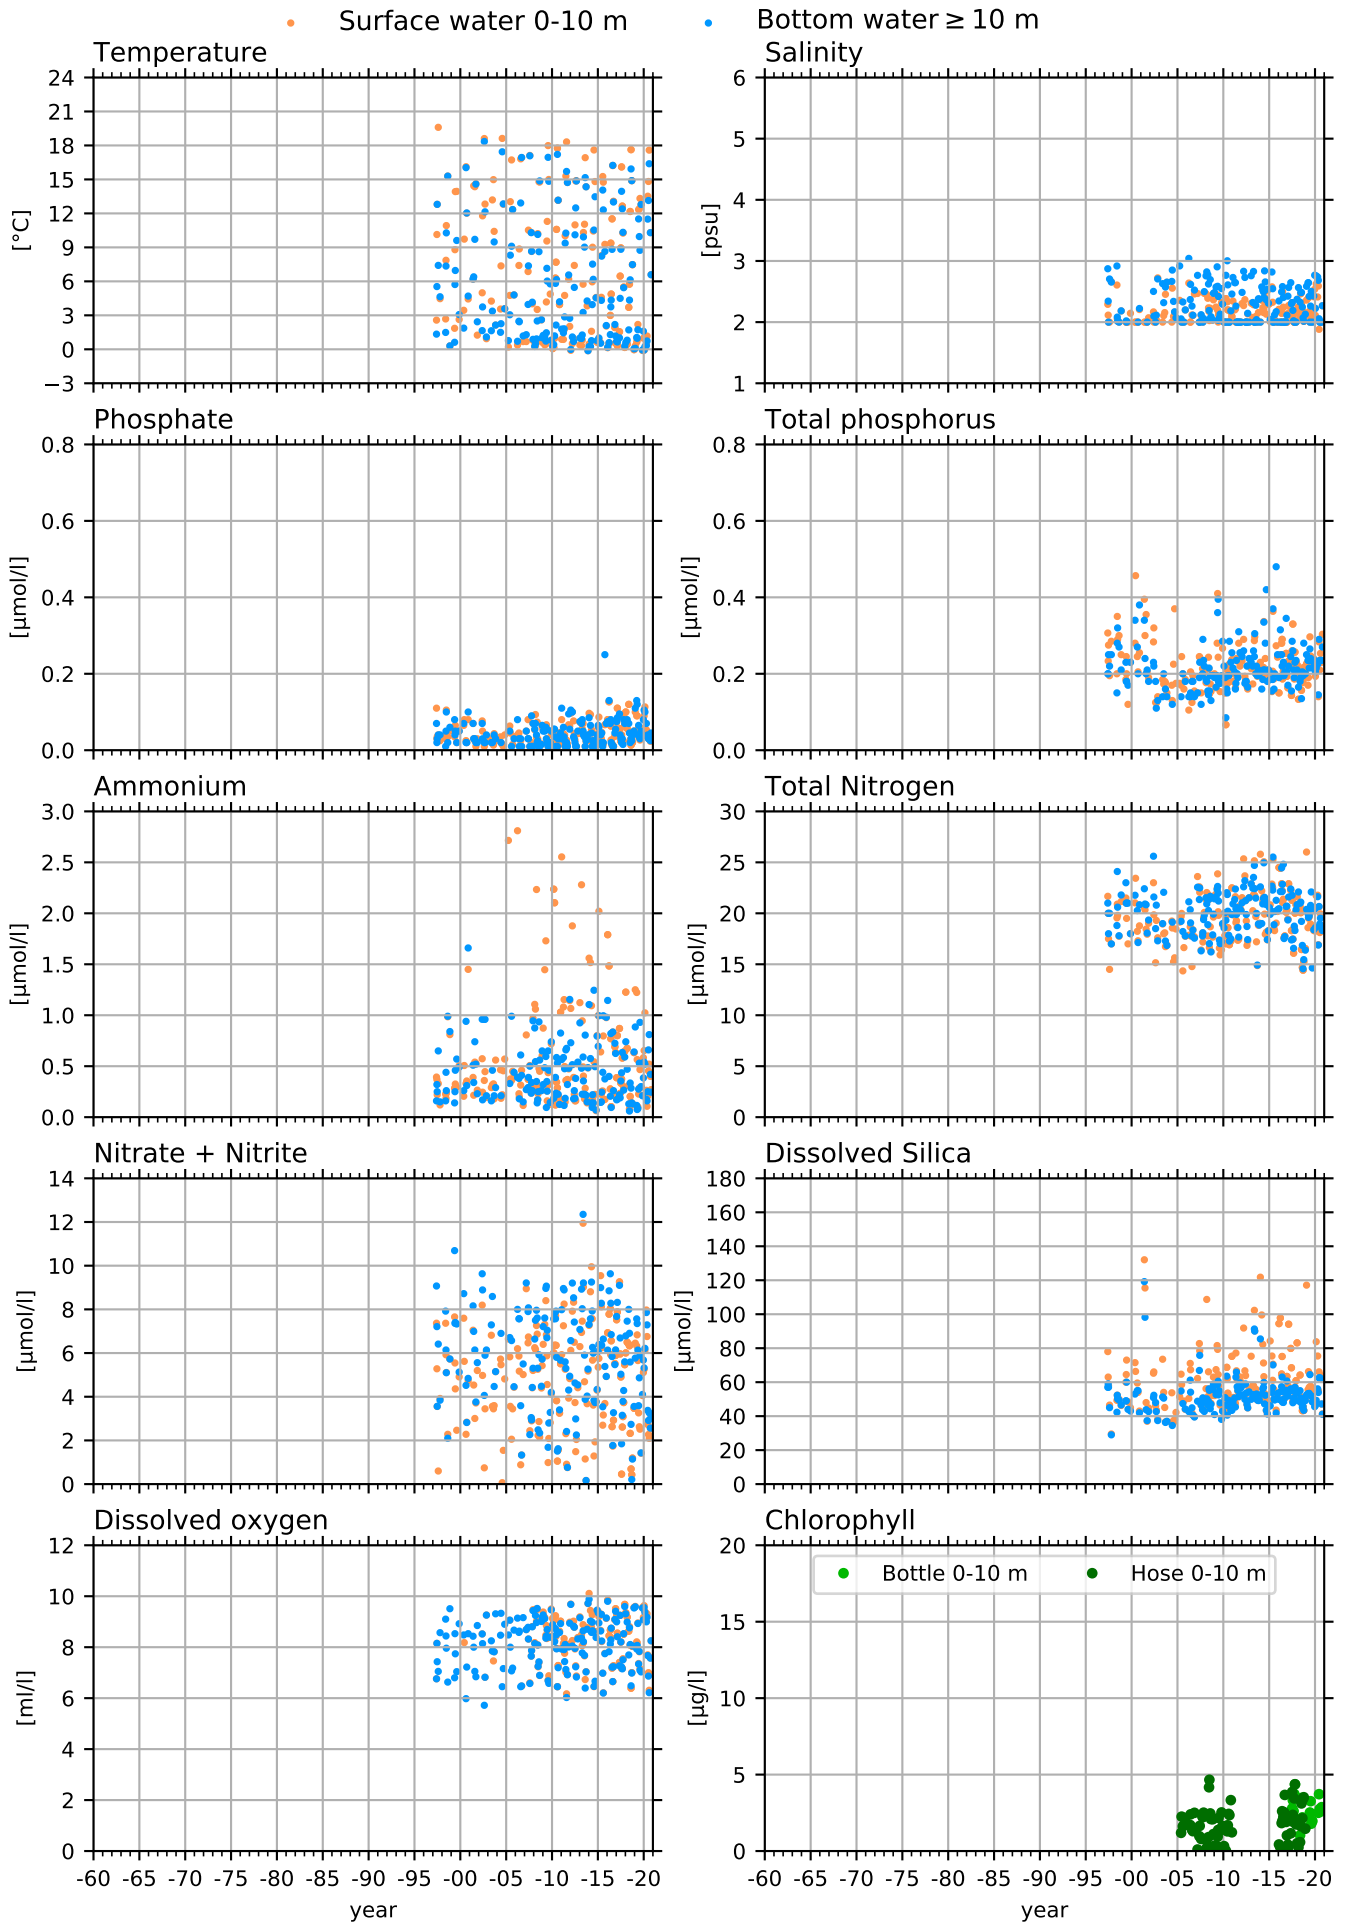 Surface water 0-10 m
Bottom water ≥ 10 m
Temperature
Salinity
24
21
18
15
12
9
6
3
0
−3
[°C]
6
5
4
3
2
1
[psu]
Phosphate
Total phosphorus
0.8
0.6
0.4
0.2
0.0
[µmol/l]
0.8
0.6
0.4
0.2
0.0
[µmol/l]
Ammonium
Total Nitrogen
3.0
2.5
2.0
1.5
1.0
0.5
0.0
[µmol/l]
30
25
20
15
10
5
0
[µmol/l]
Nitrate + Nitrite
Dissolved Silica
14
12
10
8
6
4
2
0
[µmol/l]
180
160
140
120
100
80
60
40
20
0
[µmol/l]
Dissolved oxygen
Chlorophyll
12
10
8
6
4
2
0
[ml/l]
20
15
10
5
0
[µg/l]
Bottle 0-10 m
Hose 0-10 m
-60 -65 -70 -75 -80 -85 -90 -95 -00 -05 -10 -15 -20
year
-60 -65 -70 -75 -80 -85 -90 -95 -00 -05 -10 -15 -20
year